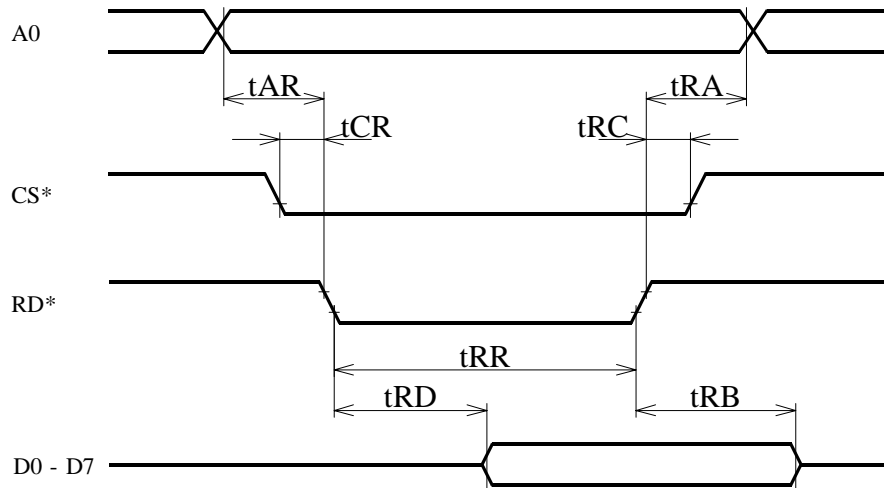 A0
tAR
tRA
tCR
tRC
CS*
RD*
tRR
tRD
tRB
D0 - D7